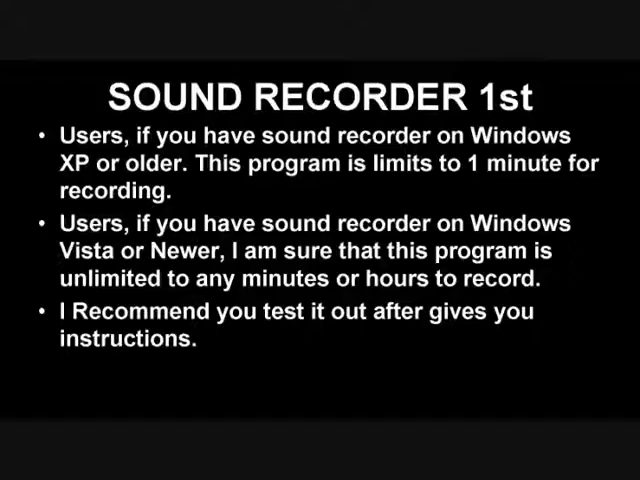 SOUND RECORDER 1st
• Users, if you have sound recorder on Windows
XP or older. This program is limits to 1 minute for
recording.
• Users, if you have sound recorder on Windows
Vista or Newer, I am sure that this program is
unlimited to any minutes or hours to record.
• I Recommend you test it out after gives you
instructions.